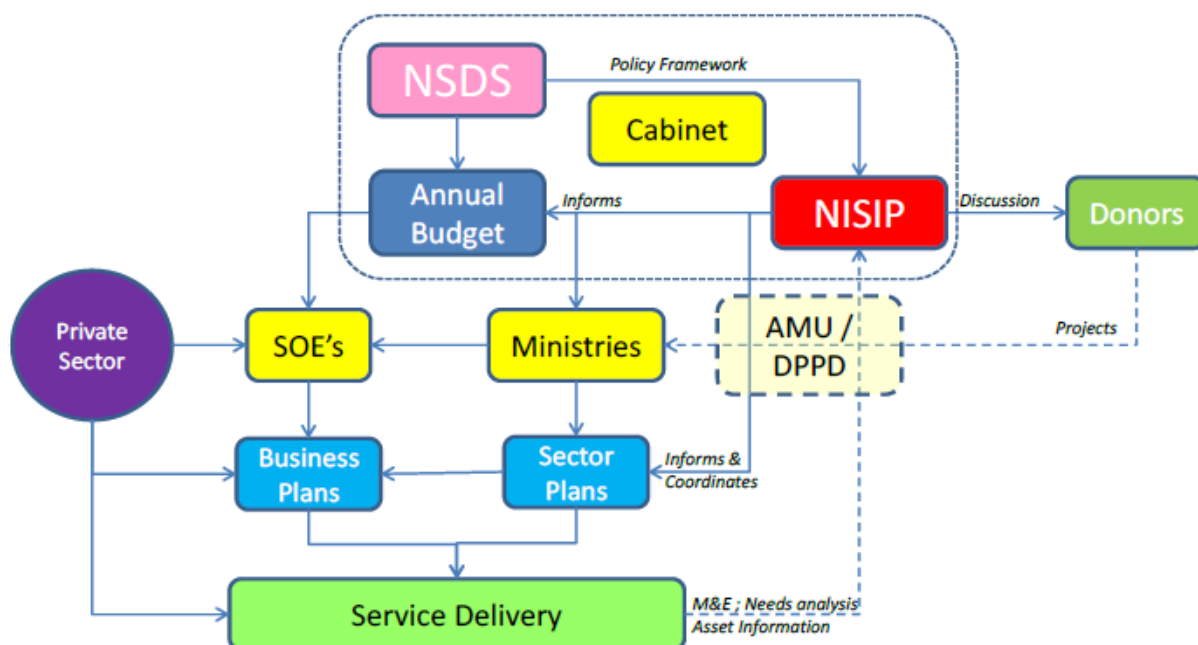 NSDS
Policy Framework
Cabinet
Annual
Budget
Informs
NISIP
Discussion
Donors
Private
Sector
SOE's
Ministries
AMU /
DPPD
Projects
Business
Plans
Sector
Plans
Informs &
Coordinates
Service Delivery
M&E ; Needs analysis
Asset Information